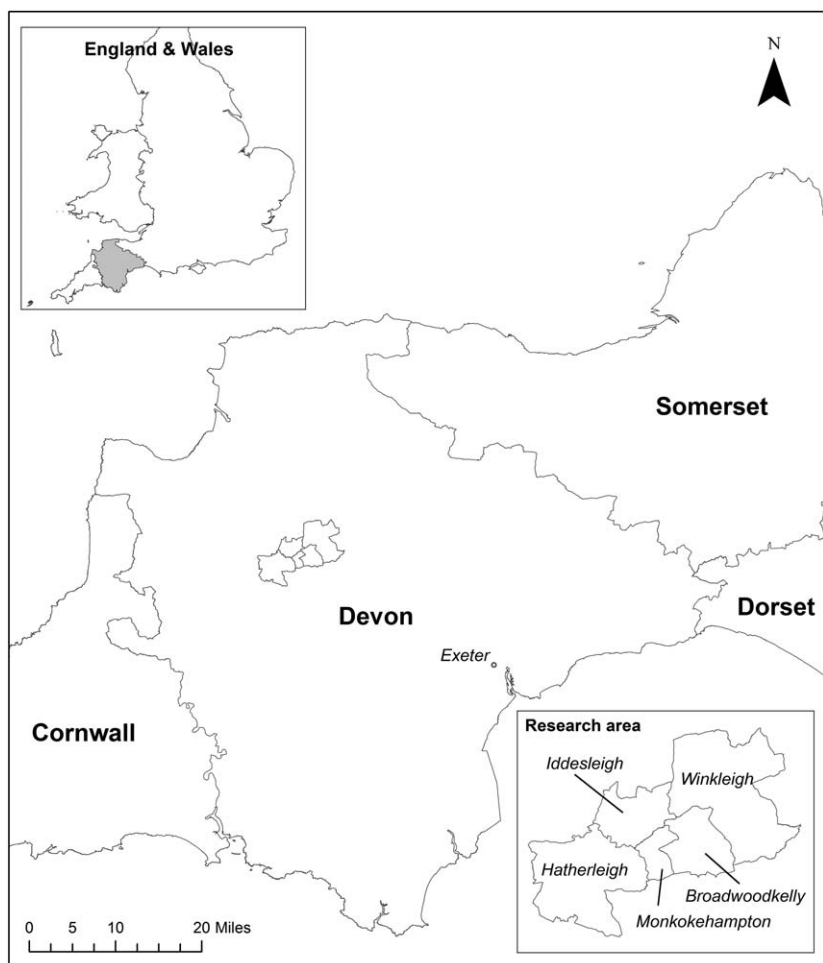 England & Wales
N
Somerset
Devon
Dorset
Exeter
Cornwall
Research area
Iddesleigh
Winkleigh
Hatherleigh
Broadwoodkelly
Monkokehampton
0 5 10 20 Miles